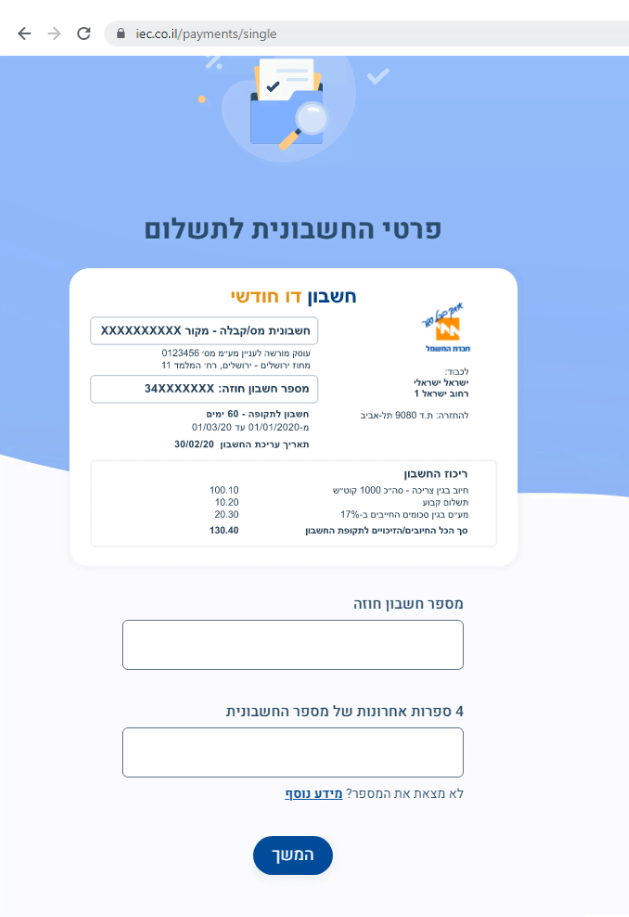 iec.co.il/payments/single
פרטי החשבונית לתשלום
חשבון דו חודשי
חשבונית מס/קבלה - מקור XXXXXXXXXX
עוסק מורשה לעניין מע״מ מס׳ 0123456
מחוז ירושלים - ירושלים, רח׳ המלמד 11
מספר חשבון חוזה: 34XXXXXXX
חשבון לתקופה - 60 ימים
מ-01/01/2020 עד 01/03/20
תאריך עריכת החשבון 30/02/20
חברת החשמל
לכבוד:
ישראל ישראלי
רחוב ישראל 1
להחזרה: ת.ד 9080 תל-אביב
ריכוז החשבון
חיוב בגין צריכה - סה״כ 1000 קוט״ש 100.10
תשלום קבוע 10.20
מע״מ בגין סכומים החייבים ב-17% 20.30
סך הכל החיובים/הזיכויים לתקופת החשבון 130.40
מספר חשבון חוזה
4 ספרות אחרונות של מספר החשבונית
לא מצאת את המספר? מידע נוסף
המשך